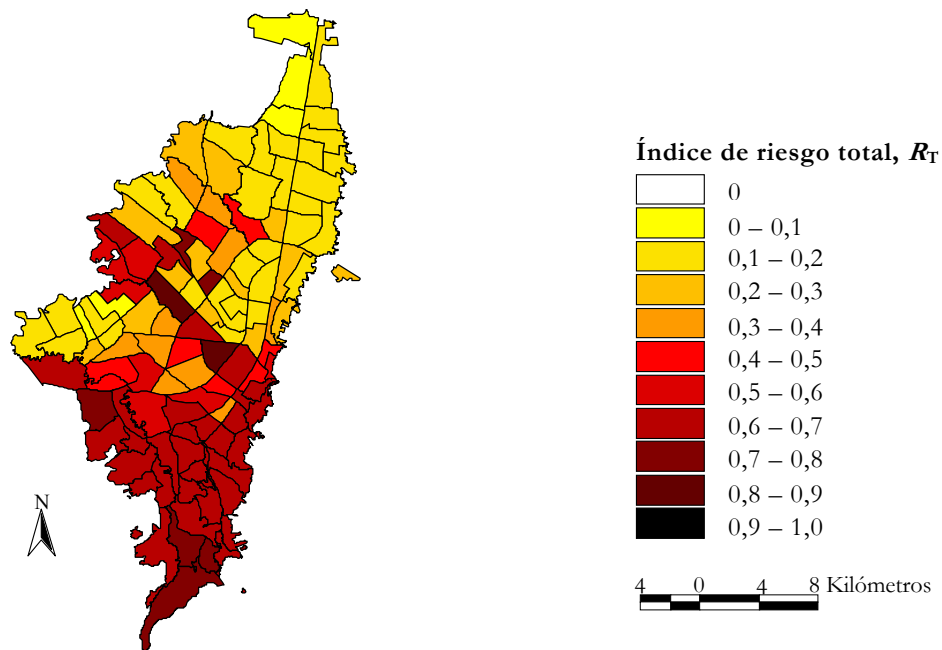 Índice de riesgo total, RT
0
0 – 0,1
0,1 – 0,2
0,2 – 0,3
0,3 – 0,4
0,4 – 0,5
0,5 – 0,6
0,6 – 0,7
0,7 – 0,8
0,8 – 0,9
0,9 – 1,0
N
4 0 4 8 Kilómetros